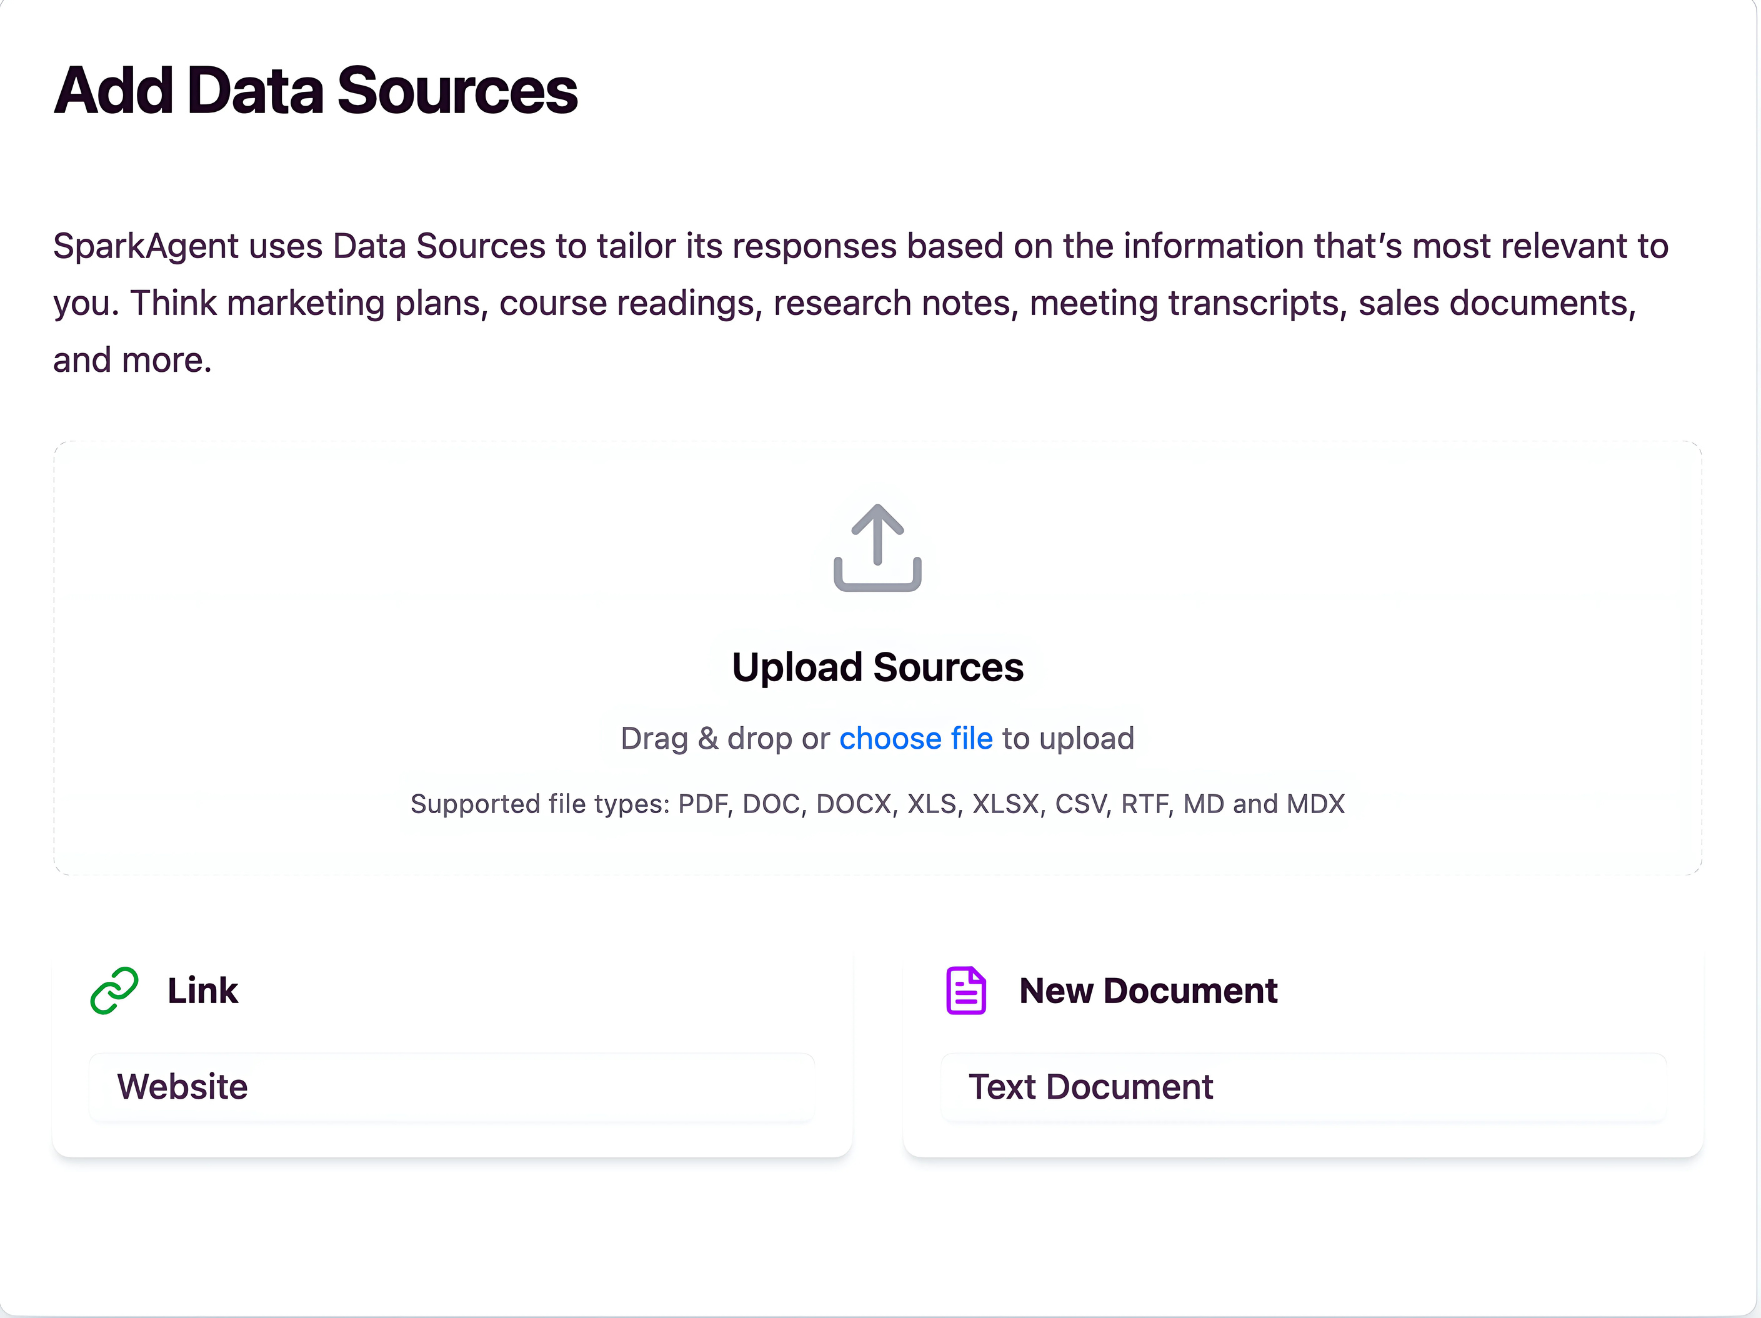 Add Data Sources
SparkAgent uses Data Sources to tailor its responses based on the information that’s most relevant to
you. Think marketing plans, course readings, research notes, meeting transcripts, sales documents,
and more.
Upload Sources
Drag & drop or choose file to upload
Supported file types: PDF, DOC, DOCX, XLS, XLSX, CSV, RTF, MD and MDX
Link
Website
New Document
Text Document